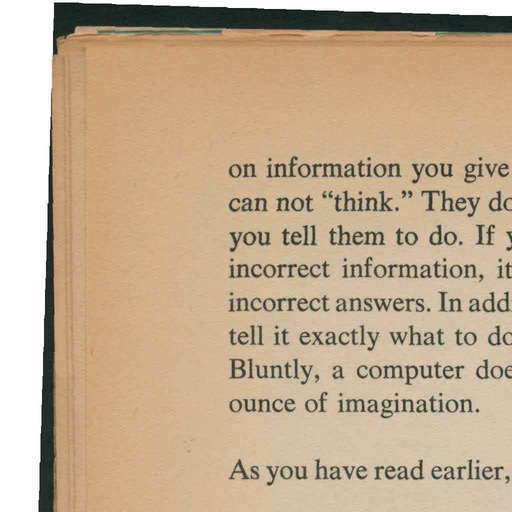 on information you give
can not “think.” They do
you tell them to do. If
incorrect information, it
incorrect answers. In add
tell it exactly what to do
Bluntly, a computer doe
ounce of imagination.
As you have read earlier,